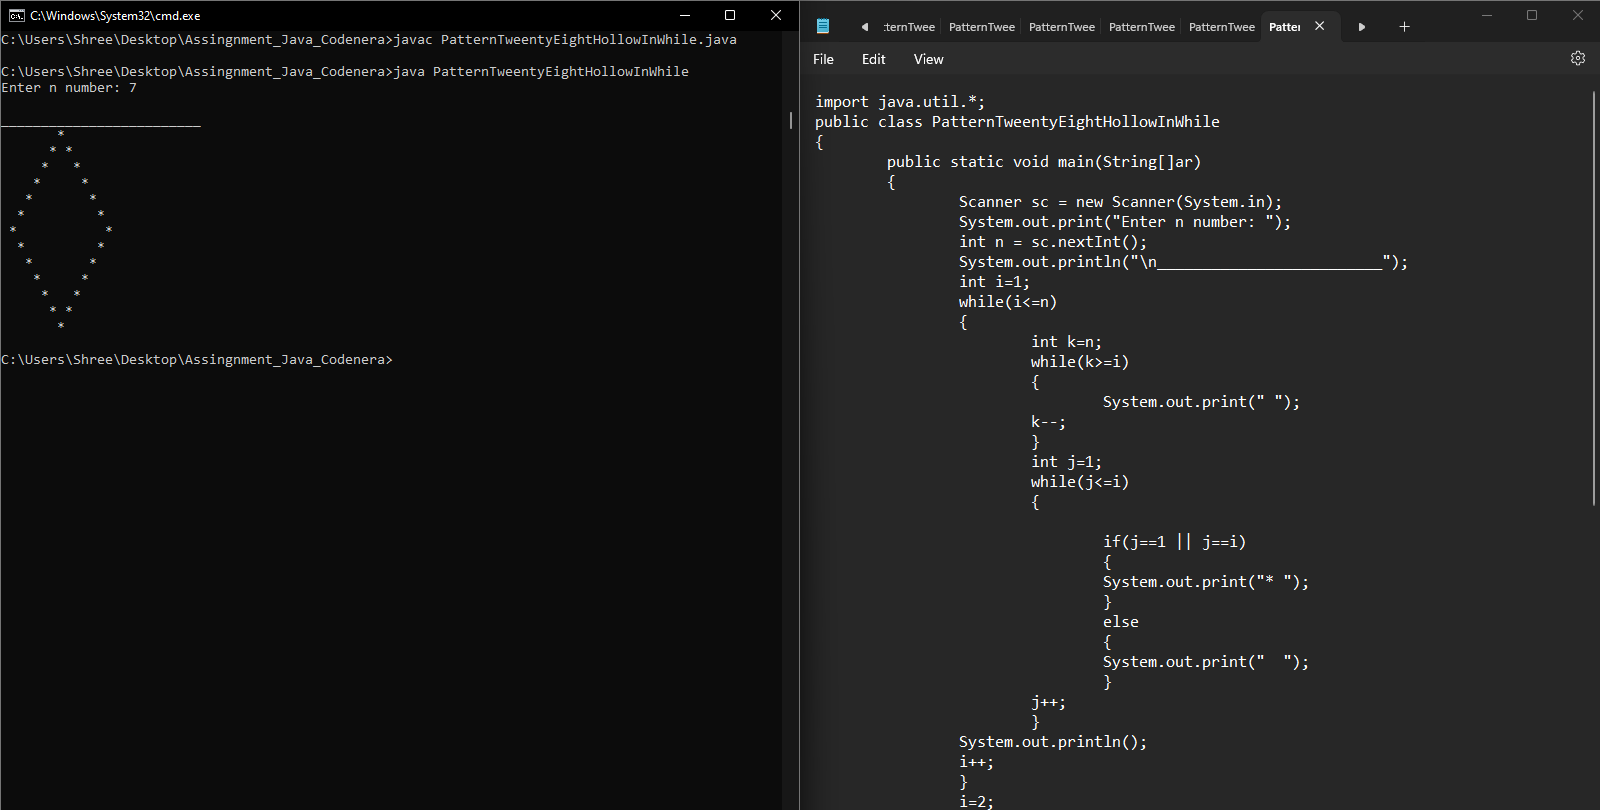 C:\Windows\System32\cmd.exe
C:\Users\Shree\Desktop\Assingnment_Java_Codenera>javac PatternTweentyEightHollowInWhile.java
C:\Users\Shree\Desktop\Assingnment_Java_Codenera>java PatternTweentyEightHollowInWhile
Enter n number: 7
_________________________
       *
      * *
     *   *
    *     *
   *       *
  *         *
 *           *
  *         *
   *       *
    *     *
     *   *
      * *
       *
C:\Users\Shree\Desktop\Assingnment_Java_Codenera>
:ternTwee PatternTwee PatternTwee PatternTwee PatternTwee Patter
File Edit View
import java.util.*;
public class PatternTweentyEightHollowInWhile
{
        public static void main(String[]ar)
        {
                Scanner sc = new Scanner(System.in);
                System.out.print("Enter n number: ");
                int n = sc.nextInt();
                System.out.println("\n_________________________");
                int i=1;
                while(i<=n)
                {
                        int k=n;
                        while(k>=i)
                        {
                                System.out.print(" ");
                        k--;
                        }
                        int j=1;
                        while(j<=i)
                        {
                                if(j==1 || j==i)
                                {
                                System.out.print("* ");
                                }
                                else
                                {
                                System.out.print("  ");
                                }
                        j++;
                        }
                System.out.println();
                i++;
                }
                i=2;